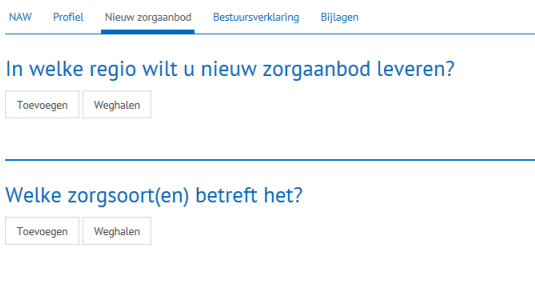 NAW Profiel Nieuw zorgaanbod Bestuursverklaring Bijlagen
In welke regio wilt u nieuw zorgaanbod leveren?
Toevoegen Weghalen
Welke zorgsoort(en) betreft het?
Toevoegen Weghalen